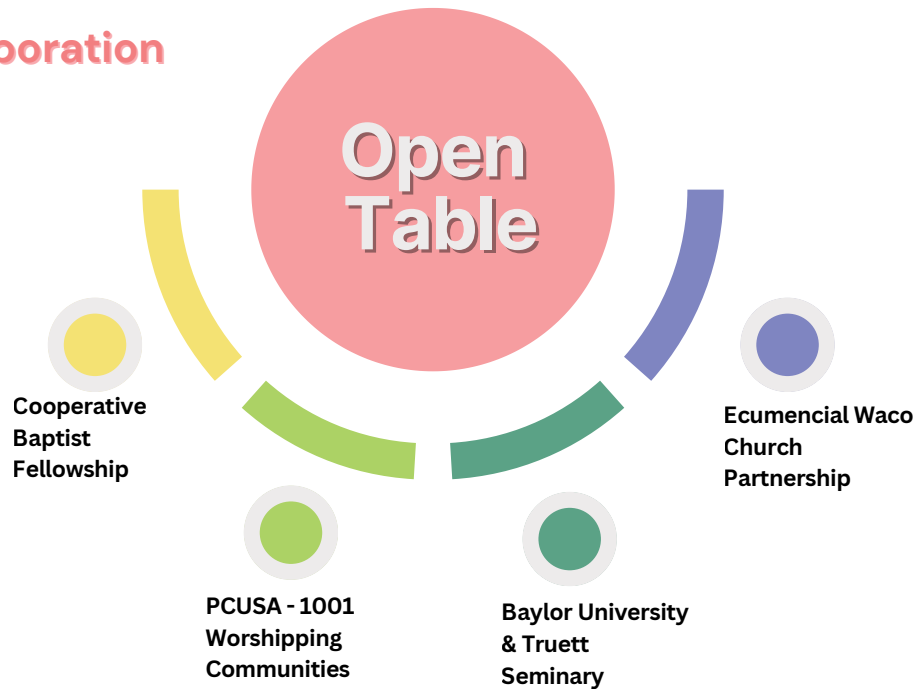 boration
Open
Table
Cooperative
Baptist
Fellowship
PCUSA - 1001
Worshipping
Communities
Baylor University
& Truett
Seminary
Ecumencial Waco
Church
Partnership